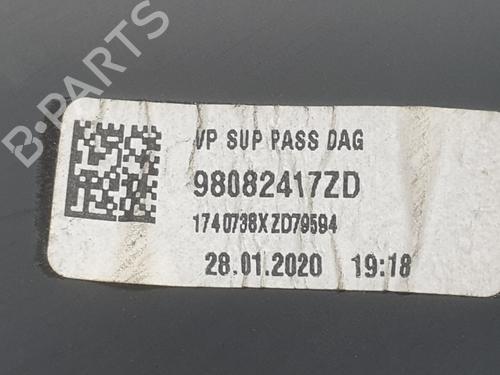 B-PARTS
VP SUP PASS DAG
98082417ZD
1740738XZD79594
28.01.2020 19:18